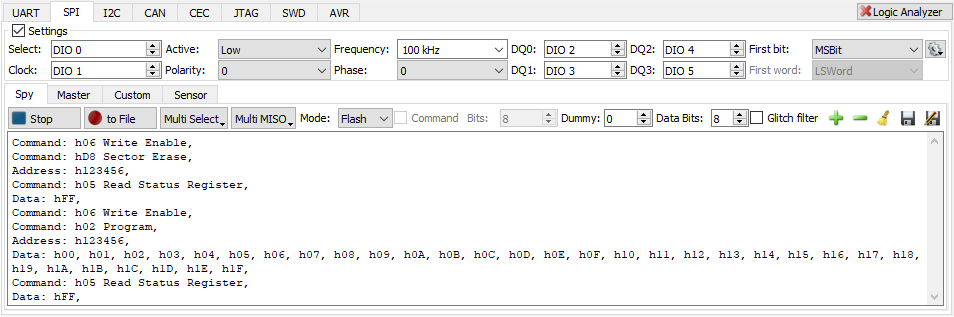 UART SPI I2C CAN CEC JTAG SWD AVR Logic Analyzer
Settings
Select: DIO 0 Active: Low Frequency: 100 kHz DQ0: DIO 2 DQ2: DIO 4 First bit: MSBit
Clock: DIO 1 Polarity: 0 Phase: 0 DQ1: DIO 3 DQ3: DIO 5 First word: LSWord
Spy Master Custom Sensor
Stop to File Multi Select Multi MISO Mode: Flash Command Bits: 8 Dummy: 0 Data Bits: 8 Glitch filter
Command: h06 Write Enable,
Command: hD8 Sector Erase,
Address: h123456,
Command: h05 Read Status Register,
Data: hFF,
Command: h06 Write Enable,
Command: h02 Program,
Address: h123456,
Data: h00, h01, h02, h03, h04, h05, h06, h07, h08, h09, h0A, h0B, h0C, h0D, h0E, h0F, h10, h11, h12, h13, h14, h15, h16, h17, h18,
h19, h1A, h1B, h1C, h1D, h1E, h1F,
Command: h05 Read Status Register,
Data: hFF,